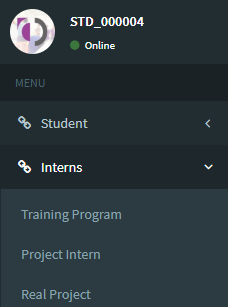 STD_000004
Online
MENU
Student
Interns
Training Program
Project Intern
Real Project